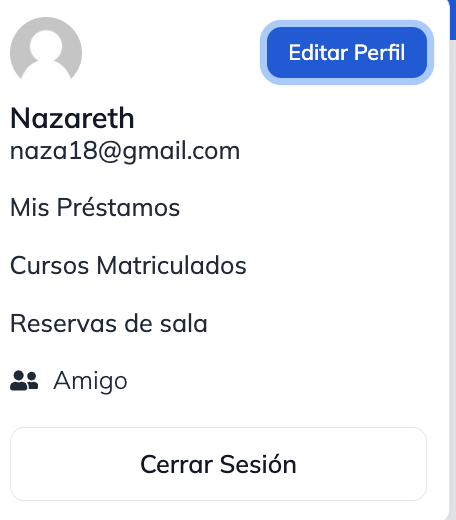 Editar Perfil
Nazareth
naza18@gmail.com
Mis Préstamos
Cursos Matriculados
Reservas de sala
Amigo
Cerrar Sesión